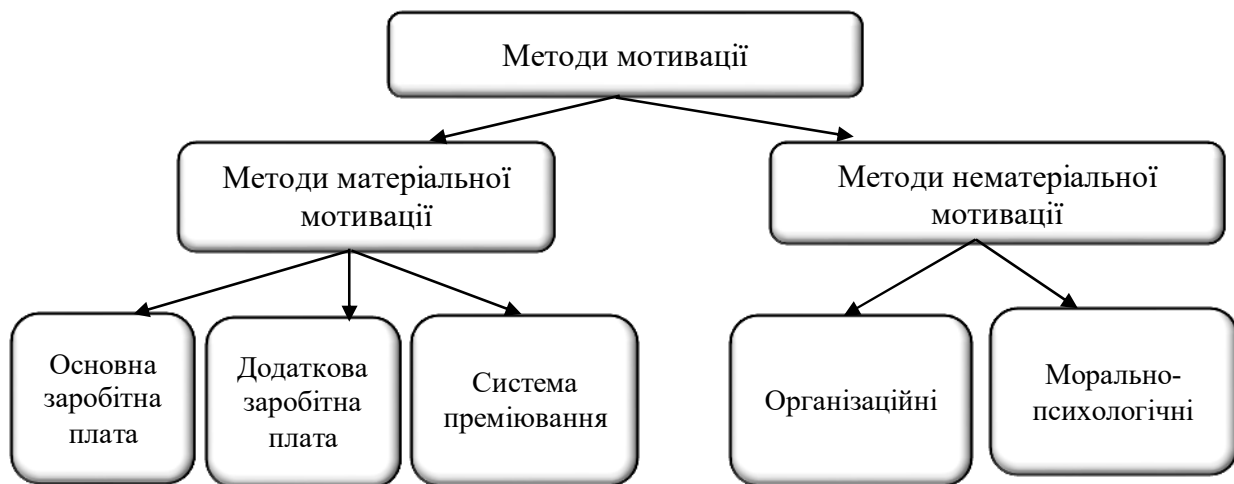 Методи мотивації
Методи матеріальної
мотивації
Методи нематеріальної
мотивації
Основна
заробітна
плата
Додаткова
заробітна
плата
Система
преміювання
Організаційні
Морально-
психологічні